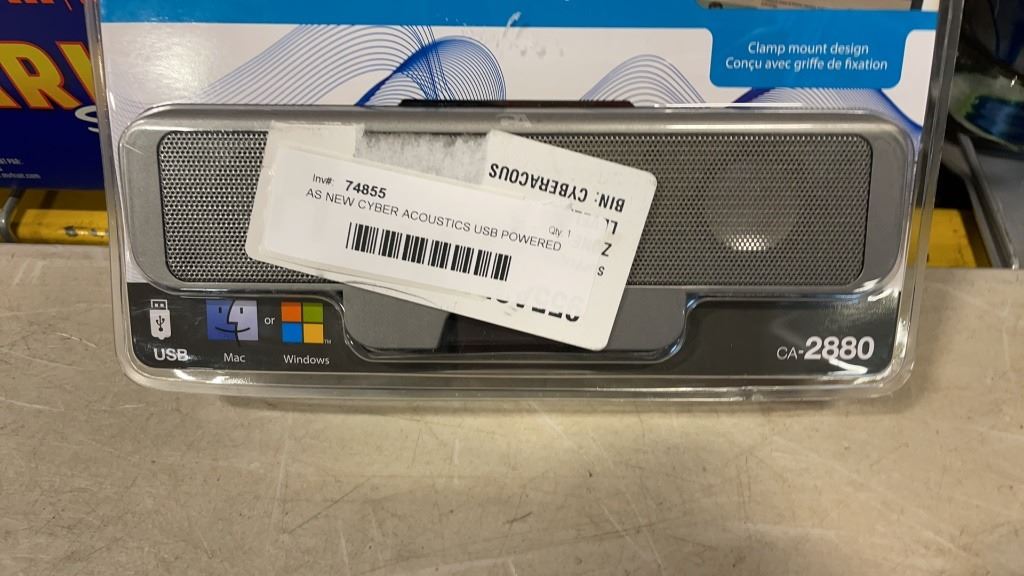 Clamp mount design
Conçu avec griffe de fixation
CA
BIN: CYBERACOUS
Inv#: 74855
AS NEW CYBER ACOUSTICS USB POWERED
Qty: 1
USB
Mac
or
Windows
CA-2880